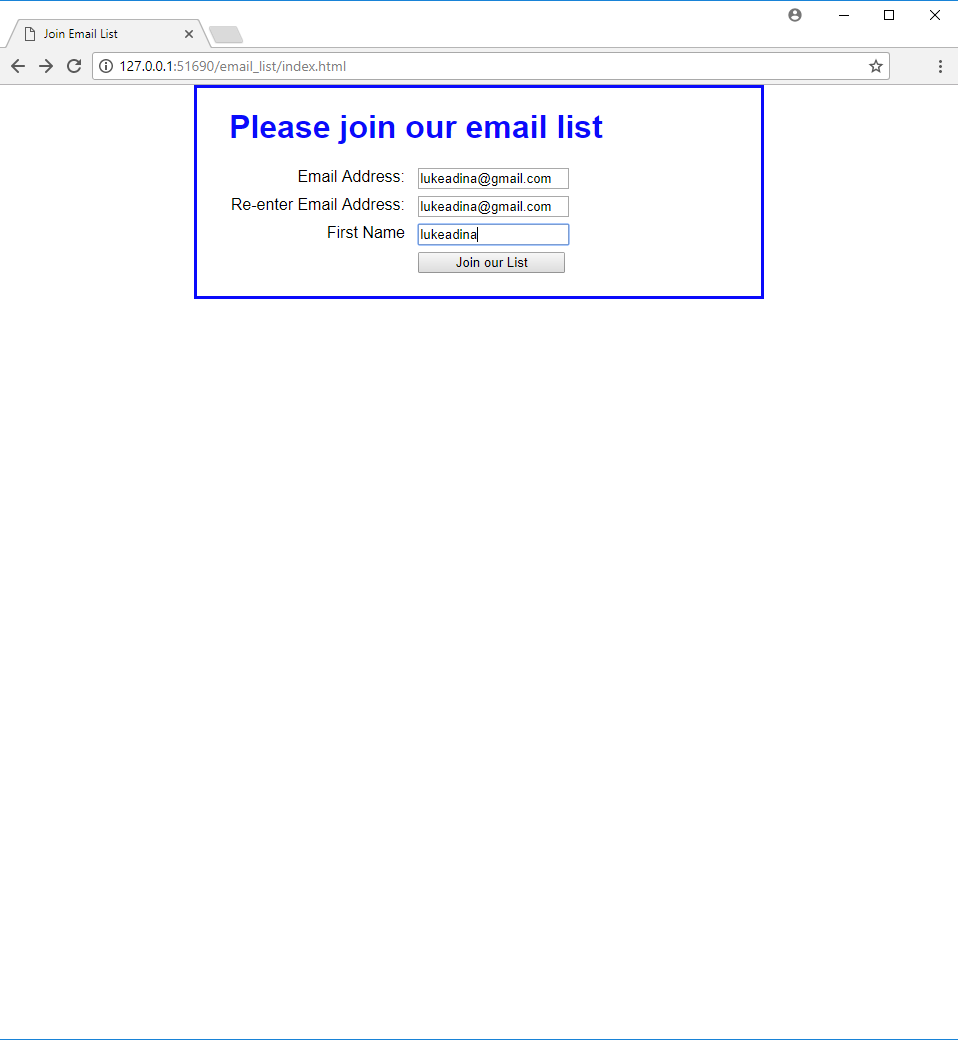 Join Email List
127.0.0.1:51690/email_list/index.html
Please join our email list
Email Address: lukeadina@gmail.com
Re-enter Email Address: lukeadina@gmail.com
First Name lukeadina
Join our List